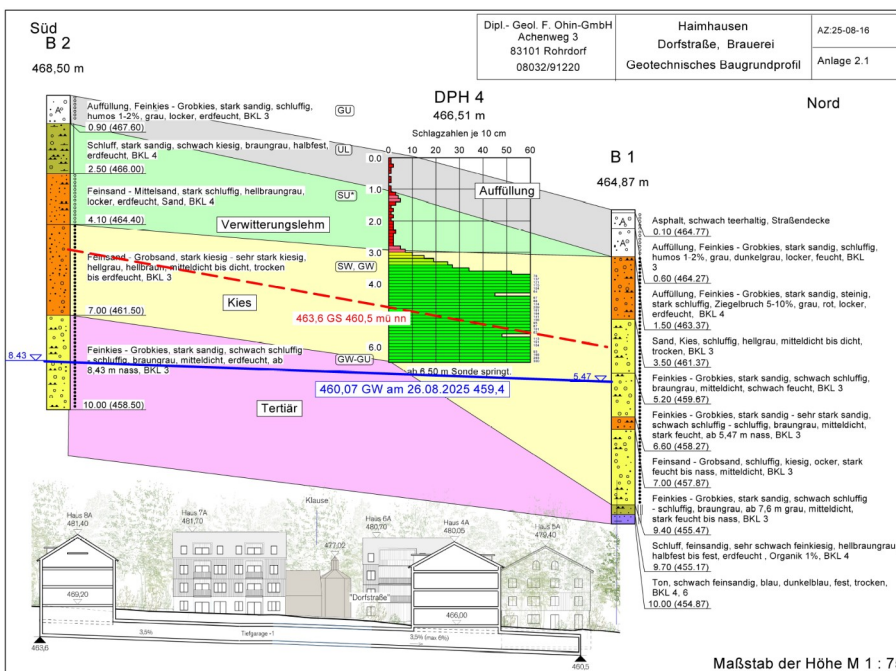 Süd
B 2
468,50 m
Dipl.- Geol. F. Ohin-GmbH
Achenweg 3
83101 Rohrdorf
08032/91220
Haimhausen
Dorfstraße, Brauerei
Geotechnisches Baugrundprofil
AZ:25-08-16
Anlage 2.1
DPH 4
466,51 m
Schlagzahlen je 10 cm
0 10 20 30 40 50 60
0.0
1.0
2.0
3.0
4.0
6.0
Nord
B 1
464,87 m
A
Auffüllung, Feinkies - Grobkies, stark sandig, schluffig,
humos 1-2%, grau, locker, erdfeucht, BKL 3
0.90 (467.60)
GU
Schluff, stark sandig, schwach kiesig, braungrau, halbfest,
erdfeucht, BKL 4
2.50 (466.00)
UL
Feinsand - Mittelsand, stark schluffig, hellbraungrau,
locker, erdfeucht, Sand, BKL 4
4.10 (464.40)
SU*
Verwitterungslehm
Auffüllung
Feinsand - Grobsand, stark kiesig - sehr stark kiesig,
hellgrau, hellbraun, mitteldicht bis dicht, trocken
bis erdfeucht, BKL 3
7.00 (461.50)
SW, GW
Kies
463,6 GS 460,5 mü nn
8.43
Feinkies - Grobkies, stark sandig, schwach schluffig
- schluffig, braungrau, mitteldicht, erdfeucht, ab
8,43 m nass, BKL 3
10.00 (458.50)
GW-GU
ab 6,50 m Sonde springt.
460,07 GW am 26.08.2025 459,4
5.47
Tertiär
A
A
Asphalt, schwach teerhaltig, Straßendecke
0.10 (464.77)
Auffüllung, Feinkies - Grobkies, stark sandig, schluffig,
humos 1-2%, grau, dunkelgrau, locker, feucht, BKL
3
0.60 (464.27)
Auffüllung, Feinkies - Grobkies, stark sandig, steinig,
stark schluffig, Ziegelbruch 5-10%, grau, rot, locker,
erdfeucht, BKL 4
1.50 (463.37)
Sand, Kies, schluffig, hellgrau, mitteldicht bis dicht,
trocken, BKL 3
3.50 (461.37)
Feinkies - Grobkies, stark sandig, schwach schluffig,
braungrau, mitteldicht, schwach feucht, BKL 3
5.20 (459.67)
Feinkies - Grobkies, stark sandig - sehr stark sandig,
schwach schluffig - schluffig, braungrau, mitteldicht,
stark feucht, ab 5,47 m nass, BKL 3
6.60 (458.27)
Feinsand - Grobsand, schluffig, kiesig, ocker, stark
feucht bis nass, mitteldicht, BKL 3
7.00 (457.87)
Feinkies - Grobkies, stark sandig, schwach schluffig
- schluffig, braungrau, ab 7,6 m grau, mitteldicht,
stark feucht bis nass, BKL 3
9.40 (455.47)
Schluff, feinsandig, sehr schwach feinkiesig, hellbraungrau,
halbfest bis fest, erdfeucht , Organik 1%, BKL 4
9.70 (455.17)
Ton, schwach feinsandig, blau, dunkelblau, fest, trocken,
BKL 4, 6
10.00 (454.87)
Haus 8A
481,40
Haus 7A
481,70
Klause
477,02
Haus 6A
480,70
Haus 4A
480,05
Haus 5A
479,40
469,20
"Dorfstraße"
466,00
3,5%
Tiefgarage -1
3,5%
3,5% (max.6%)
463,6
460,5
Maßstab der Höhe M 1 : 7